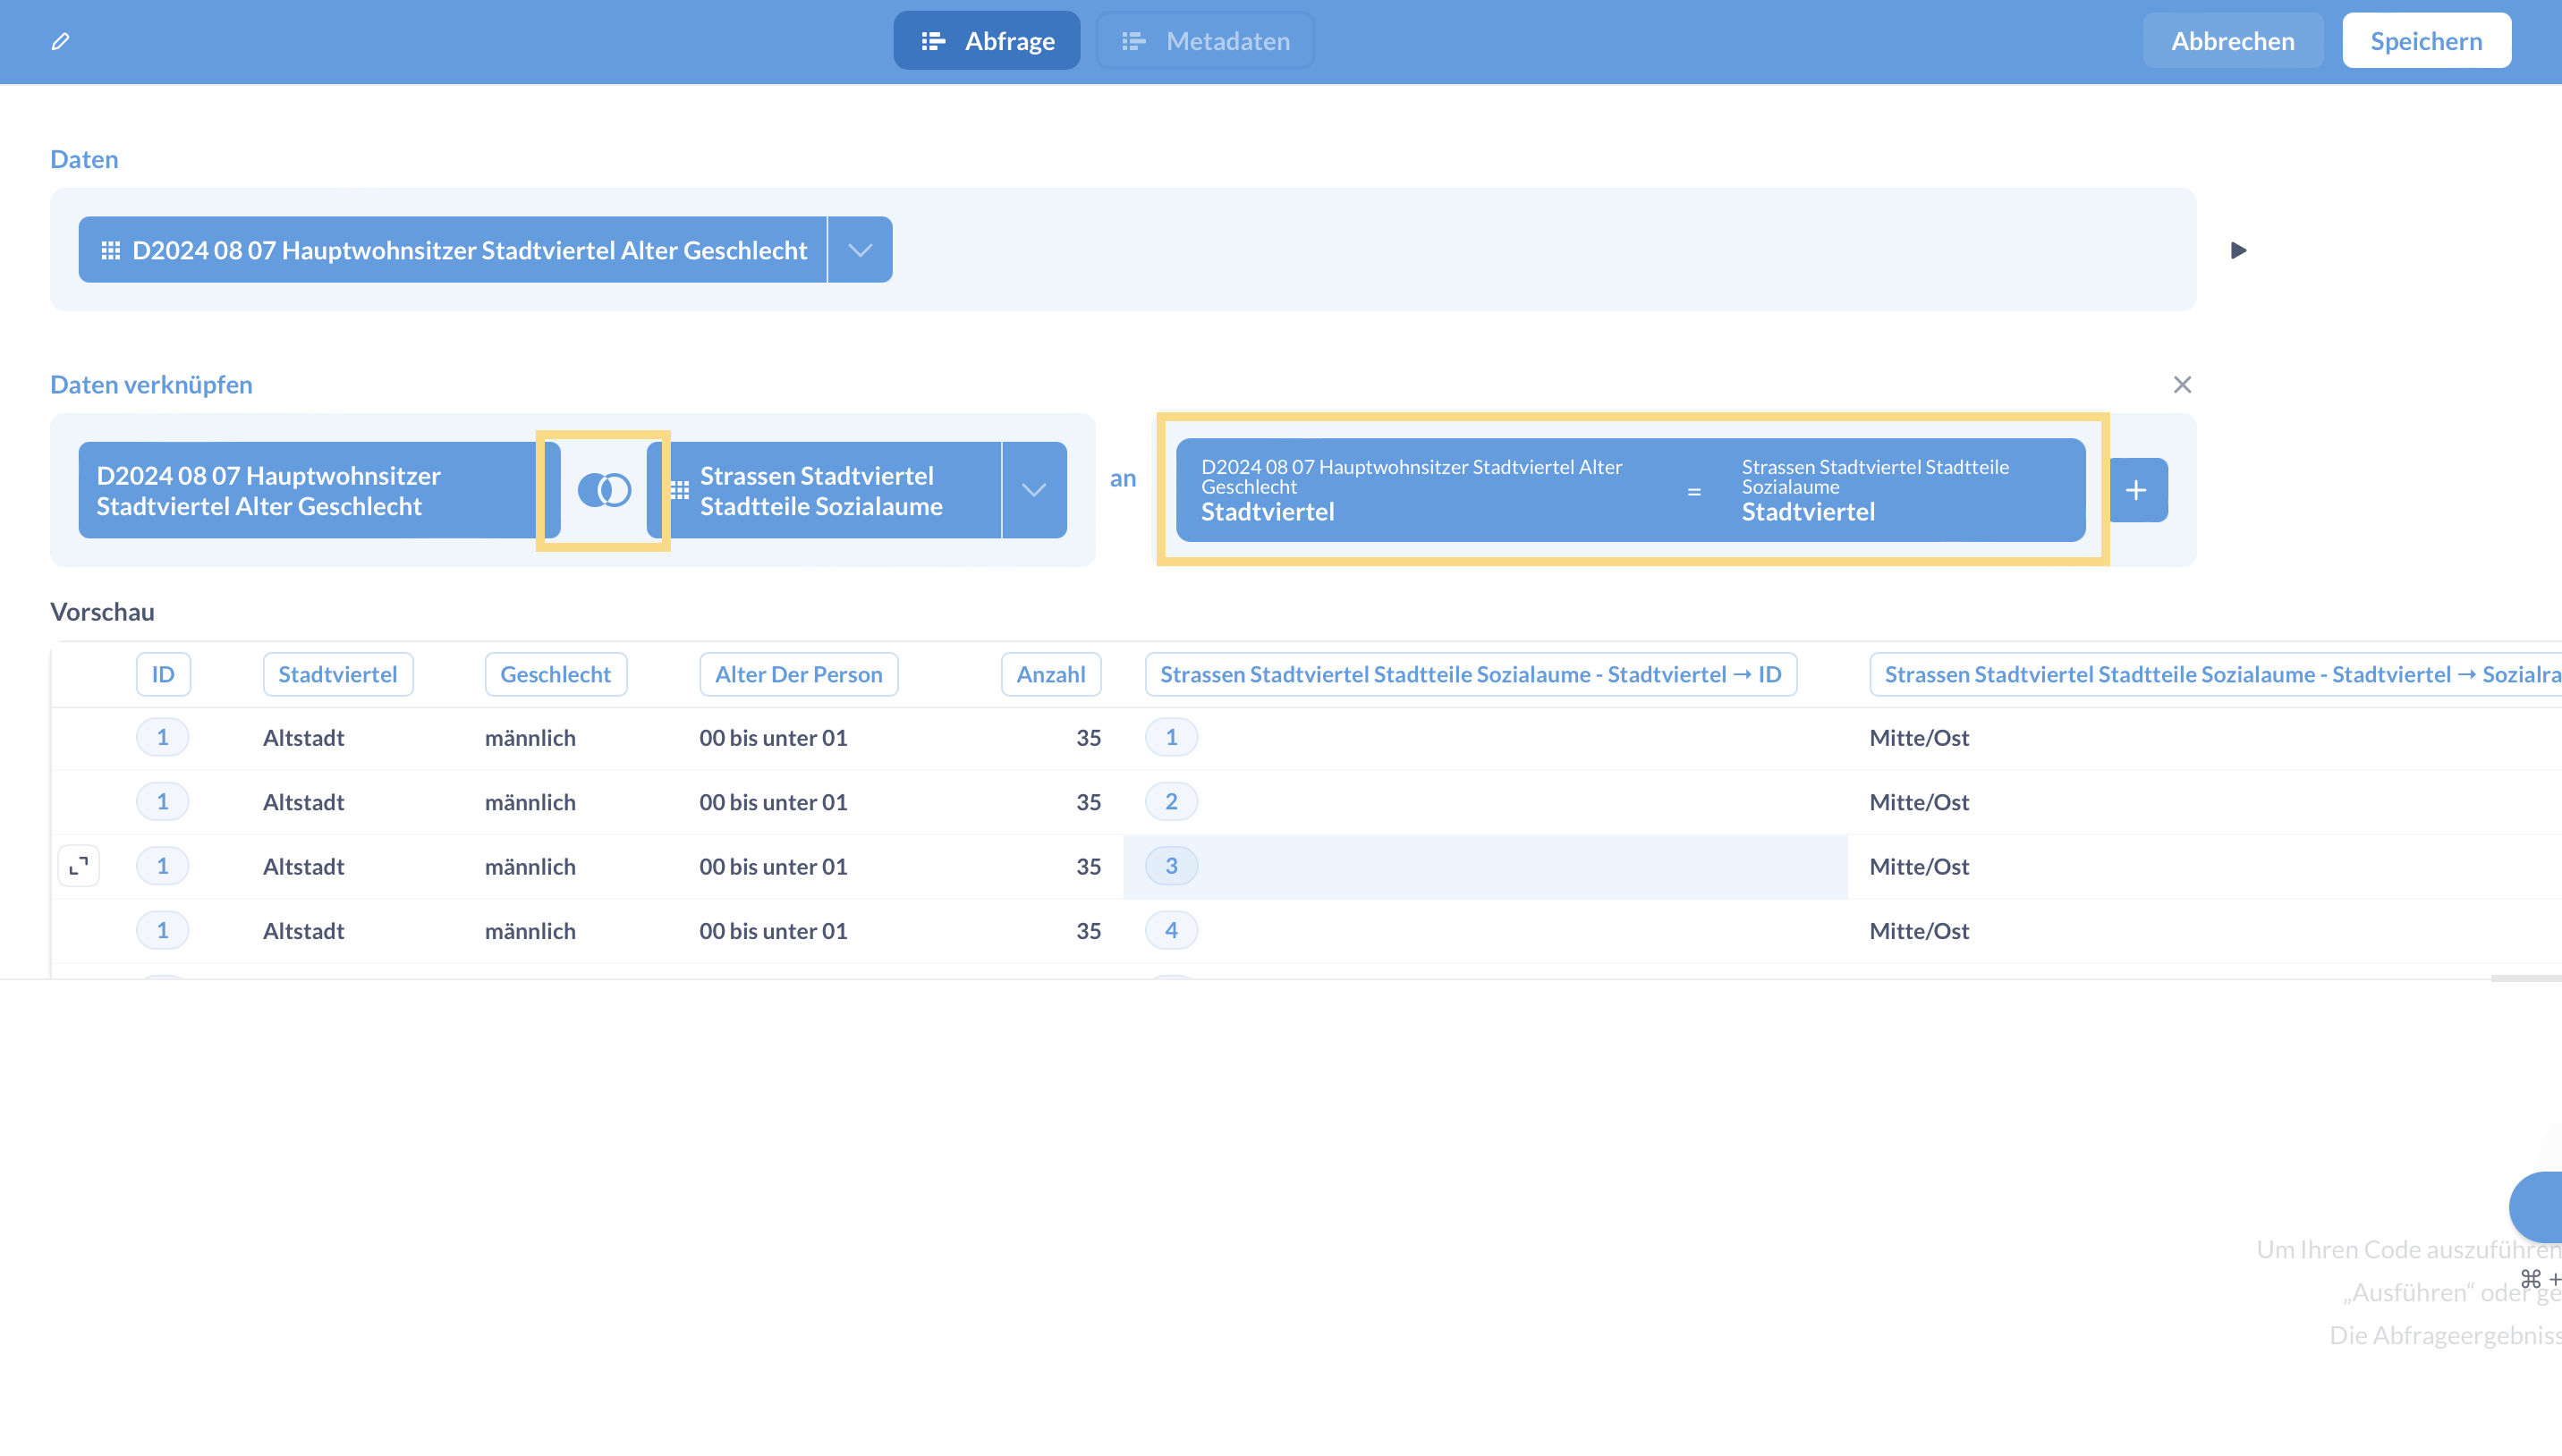 Abfrage
Metadaten
Abbrechen
Speichern
Daten
D2024 08 07 Hauptwohnsitzer Stadtviertel Alter Geschlecht
Daten verknüpfen
D2024 08 07 Hauptwohnsitzer
Stadtviertel Alter Geschlecht
Strassen Stadtviertel
Stadtteile Sozialaume
an
D2024 08 07 Hauptwohnsitzer Stadtviertel Alter
Geschlecht
Stadtviertel
=
Strassen Stadtviertel Stadtteile
Sozialaume
Stadtviertel
+
Vorschau
ID Stadtviertel Geschlecht Alter Der Person Anzahl Strassen Stadtviertel Stadtteile Sozialaume - Stadtviertel → ID Strassen Stadtviertel Stadtteile Sozialaume - Stadtviertel → Sozialra
1 Altstadt männlich 00 bis unter 01 35 1 Mitte/Ost
1 Altstadt männlich 00 bis unter 01 35 2 Mitte/Ost
1 Altstadt männlich 00 bis unter 01 35 3 Mitte/Ost
1 Altstadt männlich 00 bis unter 01 35 4 Mitte/Ost
Um Ihren Code auszuführen
⌘ +
„Ausführen“ oder ge
Die Abfrageergebniss